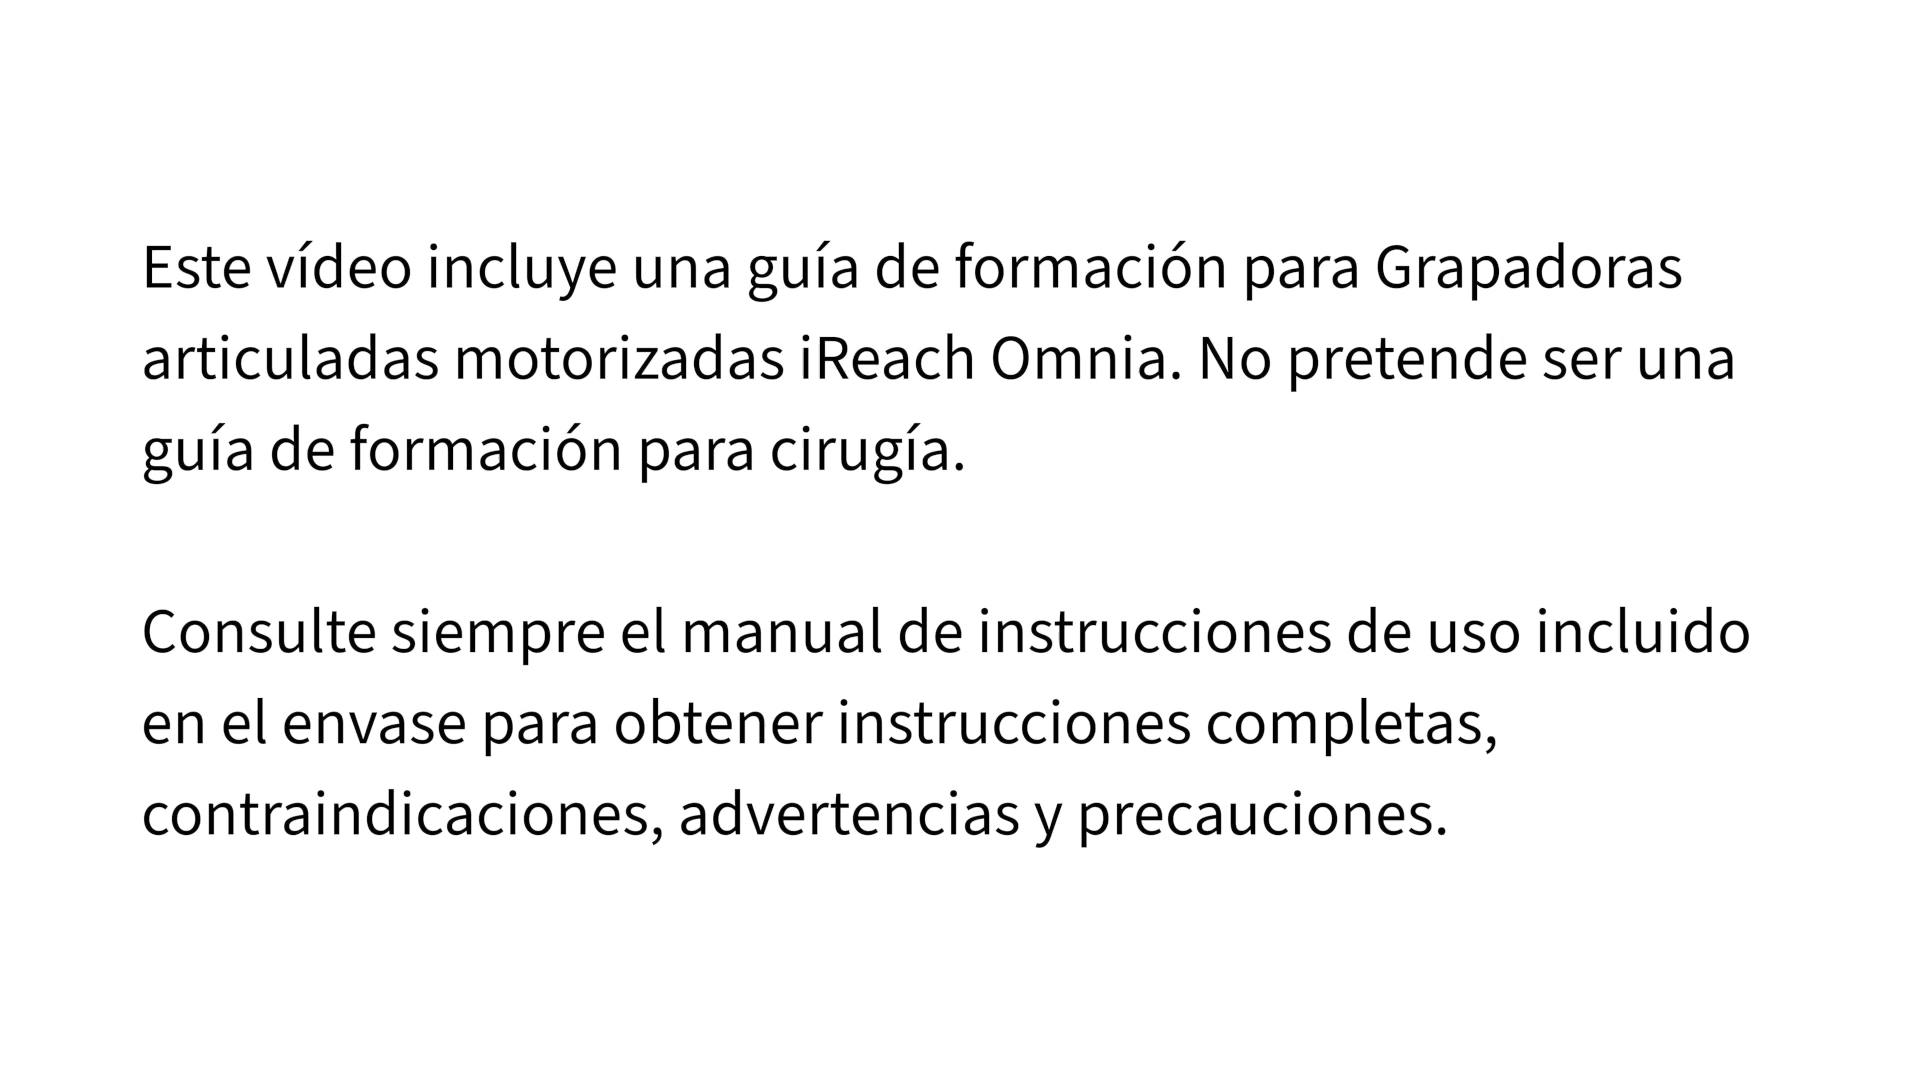 Este vídeo incluye una guía de formación para Grapadoras
articuladas motorizadas iReach Omnia. No pretende ser una
guía de formación para cirugía.
Consulte siempre el manual de instrucciones de uso incluido
en el envase para obtener instrucciones completas,
contraindicaciones, advertencias y precauciones.